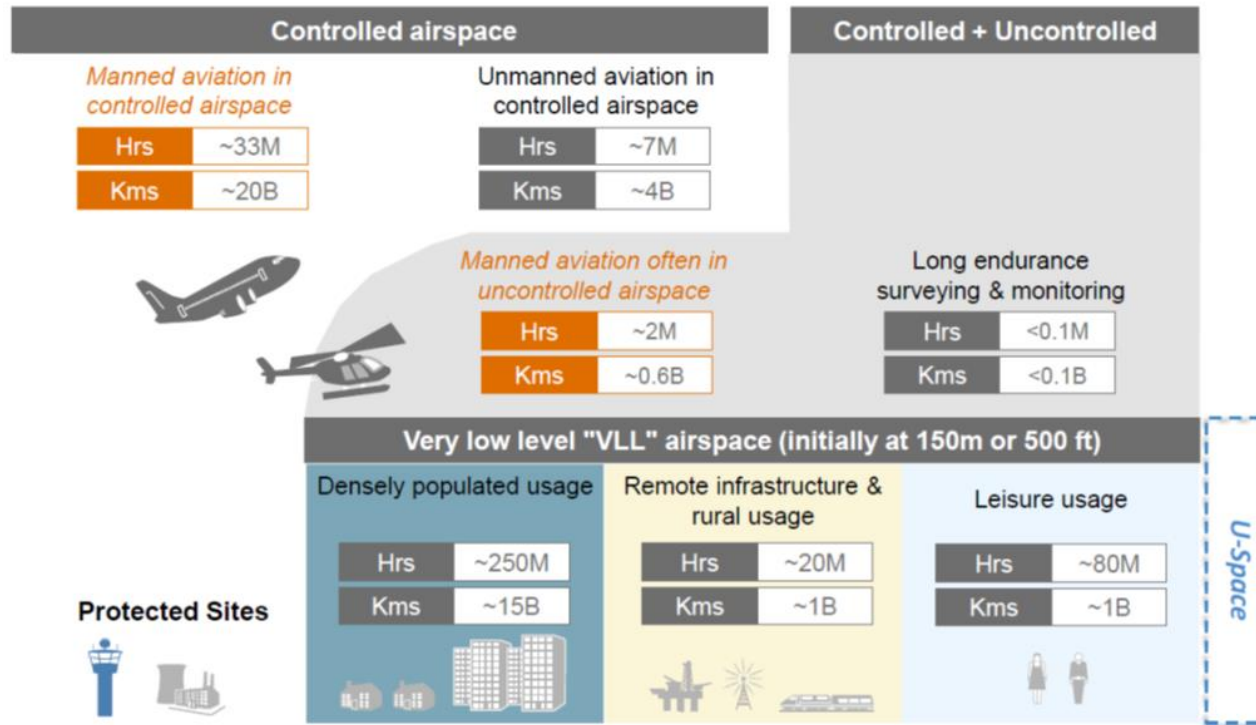 Controlled airspace
Controlled + Uncontrolled
Manned aviation in
controlled airspace
Hrs ~33M
Kms ~20B
Unmanned aviation in
controlled airspace
Hrs ~7M
Kms ~4B
Manned aviation often in
uncontrolled airspace
Hrs ~2M
Kms ~0.6B
Long endurance
surveying & monitoring
Hrs <0.1M
Kms <0.1B
Very low level "VLL" airspace (initially at 150m or 500 ft)
Densely populated usage
Hrs ~250M
Kms ~15B
Remote infrastructure &
rural usage
Hrs ~20M
Kms ~1B
Leisure usage
Hrs ~80M
Kms ~1B
U-Space
Protected Sites